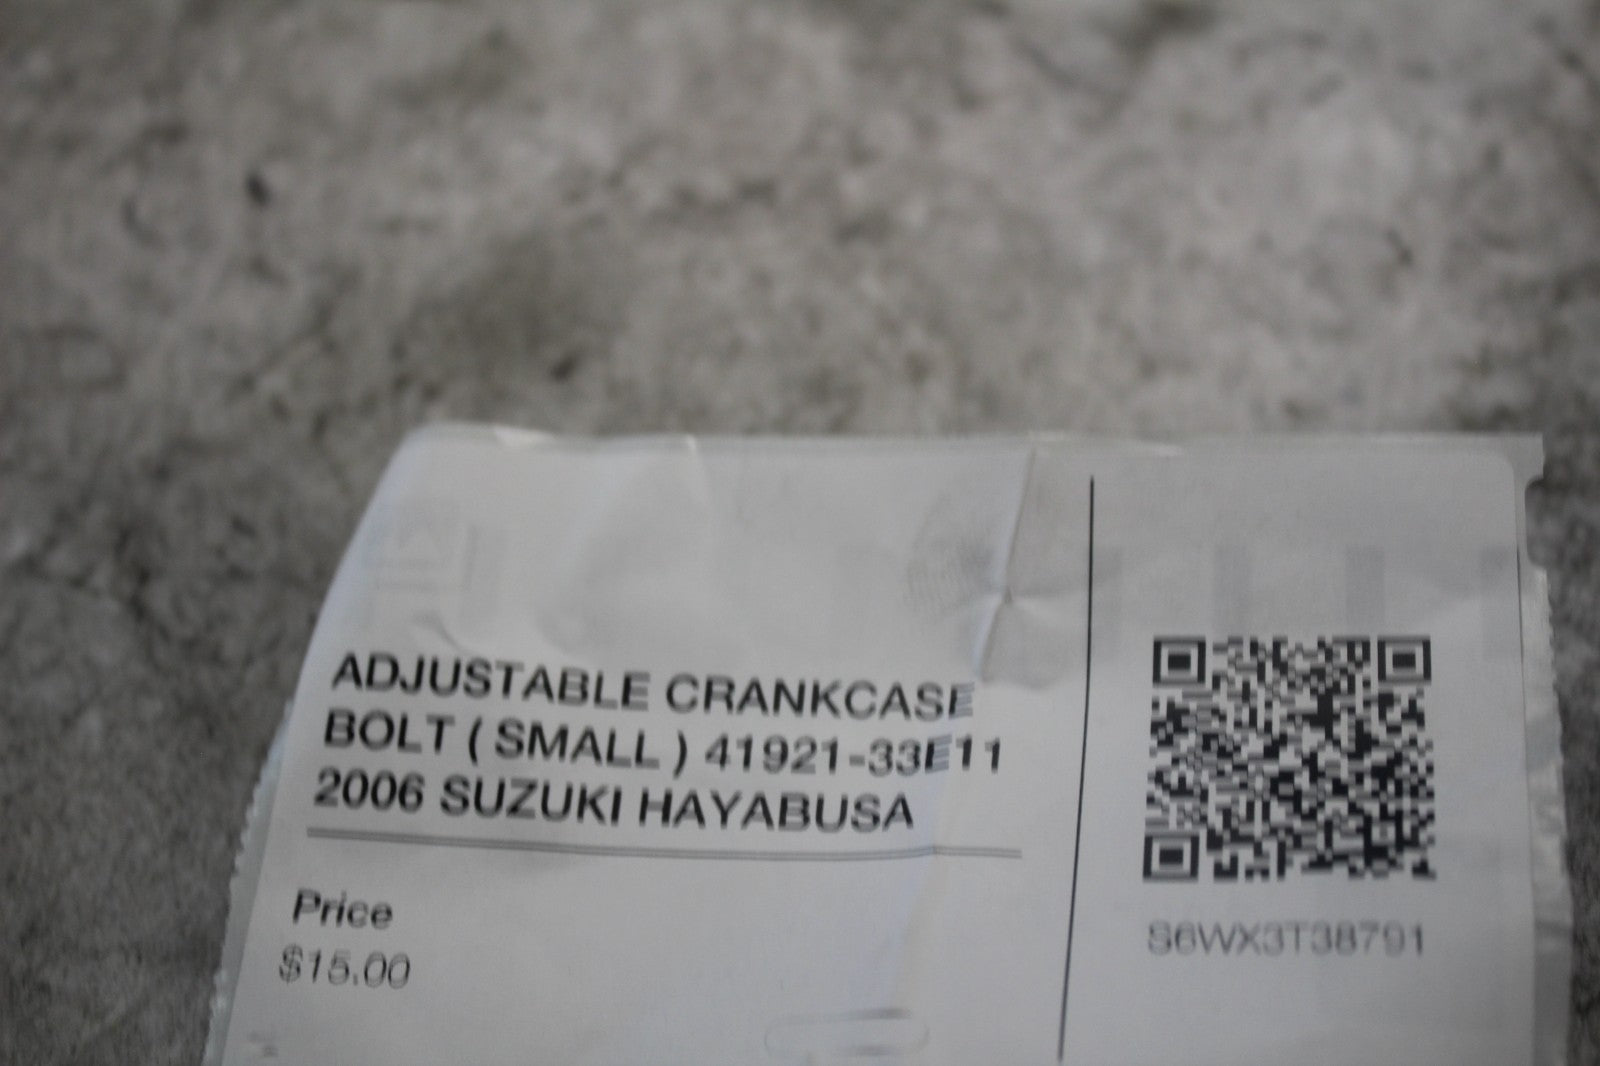 ADJUSTABLE CRANKCASE
BOLT ( SMALL ) 41921-33E11
2006 SUZUKI HAYABUSA
Price
$15.00
S6WX3T38791